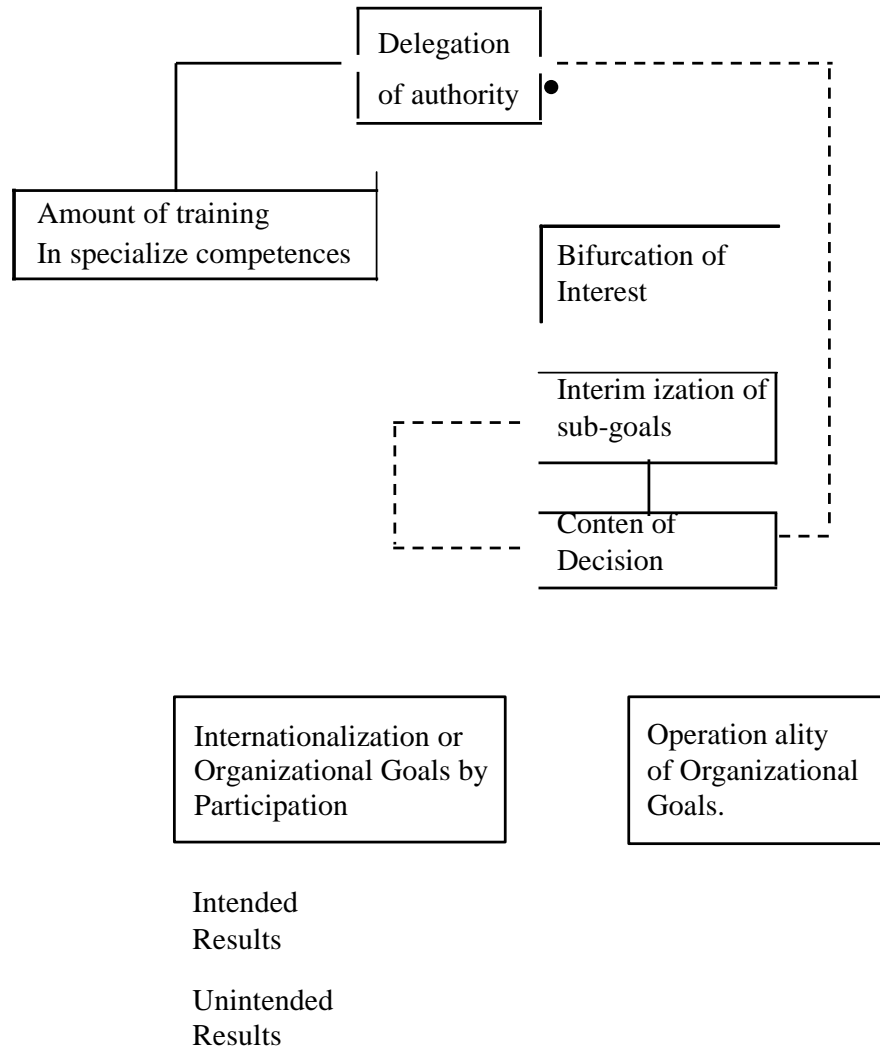 Delegation
of authority
Amount of training
In specialize competences
Bifurcation of
Interest
Interim ization of
sub-goals
Conten of
Decision
Internationalization or
Organizational Goals by
Participation
Operation ality
of Organizational
Goals.
Intended
Results
Unintended
Results